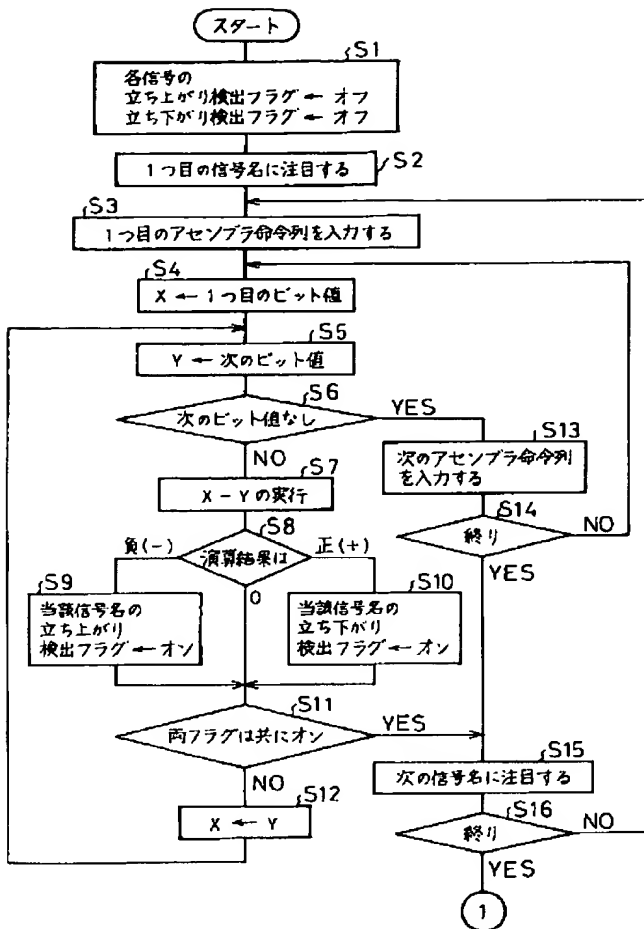 スタート
S1
各信号の
立ち上がり検出フラグ ← オフ
立ち下がり検出フラグ ← オフ
S2
1つ目の信号名に注目する
S3
1つ目のアセンブラ命令列を入力する
S4
X ← 1つ目のビット値
S5
Y ← 次のビット値
S6
次のビット値なし
YES
NO
S7
X − Y の実行
S8
演算結果は
負(−)
正(+)
0
S9
当該信号名の
立ち上がり
検出フラグ ← オン
S10
当該信号名の
立ち下がり
検出フラグ ← オン
S11
両フラグは共にオン
YES
NO
S12
X ← Y
S13
次のアセンブラ命令列
を入力する
S14
終り
NO
YES
S15
次の信号名に注目する
S16
終り
NO
YES
1